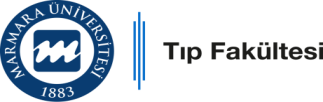 MARMARA ÜNİVERSİTESİ
1883
Tıp Fakültesi